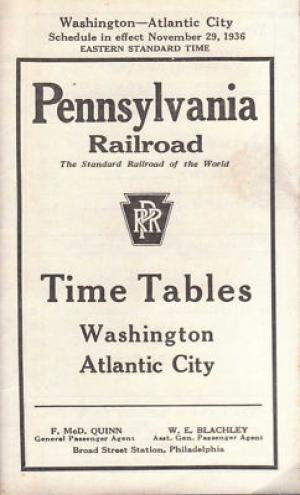 Washington—Atlantic City
Schedule in effect November 29, 1936
EASTERN STANDARD TIME
Pennsylvania
Railroad
The Standard Railroad of the World
PRR
Time Tables
Washington
Atlantic City
F. McD. QUINN W. E. BLACHLEY
General Passenger Agent Asst. Gen. Passenger Agent
Broad Street Station, Philadelphia